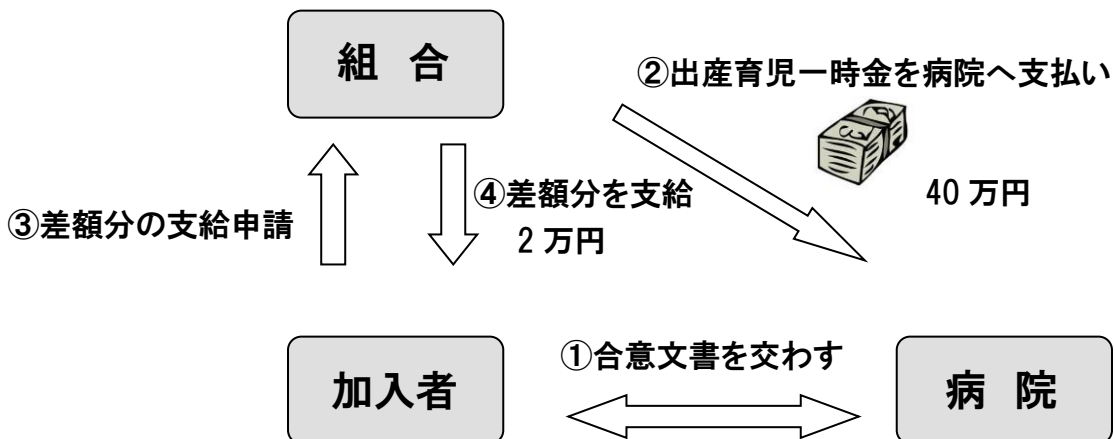 組 合
②出産育児一時金を病院へ支払い
④差額分を支給
40 万円
③差額分の支給申請
2 万円
①合意文書を交わす
加入者
病 院